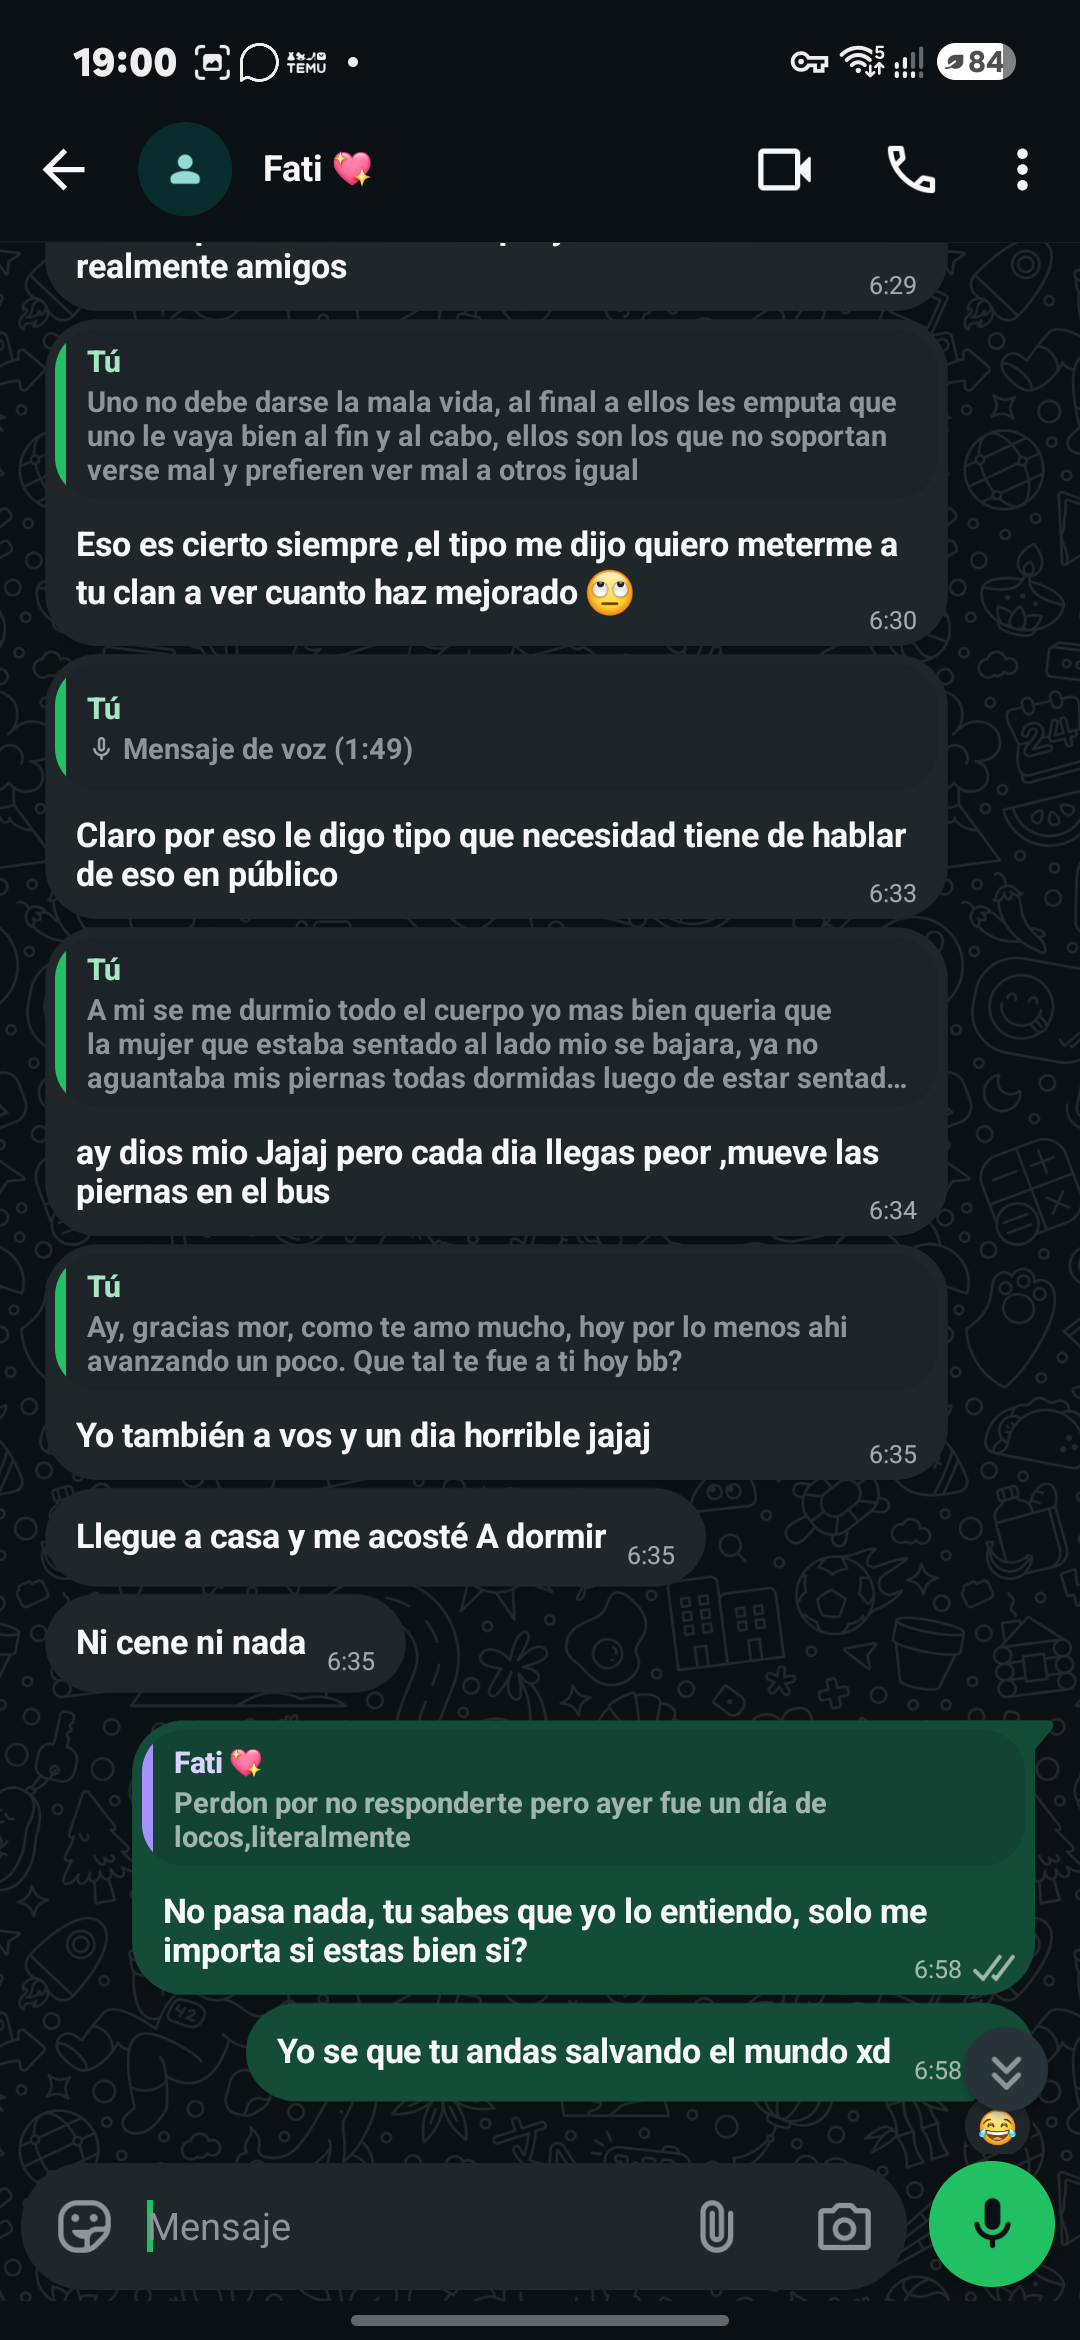 19:00
TEMU
5
84
Fati 💖
realmente amigos
6:29
Tú
Uno no debe darse la mala vida, al final a ellos les emputa que
uno le vaya bien al fin y al cabo, ellos son los que no soportan
verse mal y prefieren ver mal a otros igual
Eso es cierto siempre ,el tipo me dijo quiero meterme a
tu clan a ver cuanto haz mejorado 🙄
6:30
Tú
Mensaje de voz (1:49)
Claro por eso le digo tipo que necesidad tiene de hablar
de eso en público
6:33
Tú
A mi se me durmio todo el cuerpo yo mas bien queria que
la mujer que estaba sentado al lado mio se bajara, ya no
aguantaba mis piernas todas dormidas luego de estar sentad...
ay dios mio Jajaj pero cada dia llegas peor ,mueve las
piernas en el bus
6:34
Tú
Ay, gracias mor, como te amo mucho, hoy por lo menos ahi
avanzando un poco. Que tal te fue a ti hoy bb?
Yo también a vos y un dia horrible jajaj
6:35
Llegue a casa y me acosté A dormir 6:35
Ni cene ni nada 6:35
Fati 💖
Perdon por no responderte pero ayer fue un día de
locos,literalmente
No pasa nada, tu sabes que yo lo entiendo, solo me
importa si estas bien si?
6:58
Yo se que tu andas salvando el mundo xd 6:58
😂
Mensaje